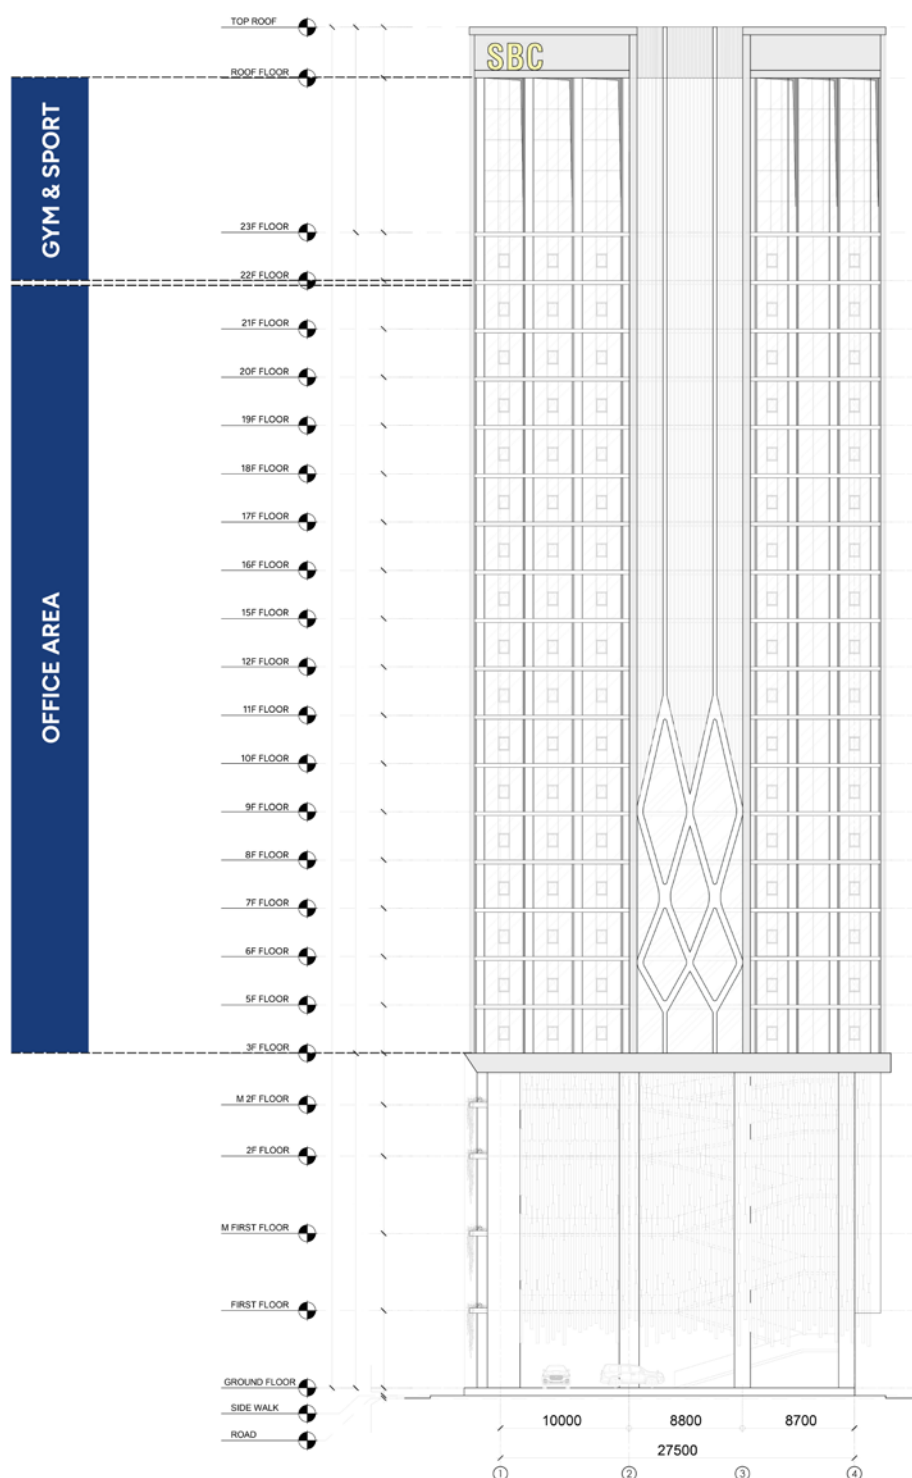 TOP ROOF
SBC
ROOF FLOOR
GYM & SPORT
23F FLOOR
22F FLOOR
21F FLOOR
20F FLOOR
19F FLOOR
18F FLOOR
17F FLOOR
16F FLOOR
15F FLOOR
OFFICE AREA
12F FLOOR
11F FLOOR
10F FLOOR
9F FLOOR
8F FLOOR
7F FLOOR
6F FLOOR
5F FLOOR
3F FLOOR
M 2F FLOOR
2F FLOOR
M FIRST FLOOR
FIRST FLOOR
GROUND FLOOR
SIDE WALK
ROAD
10000 8800 8700
27500
1 2 3 4